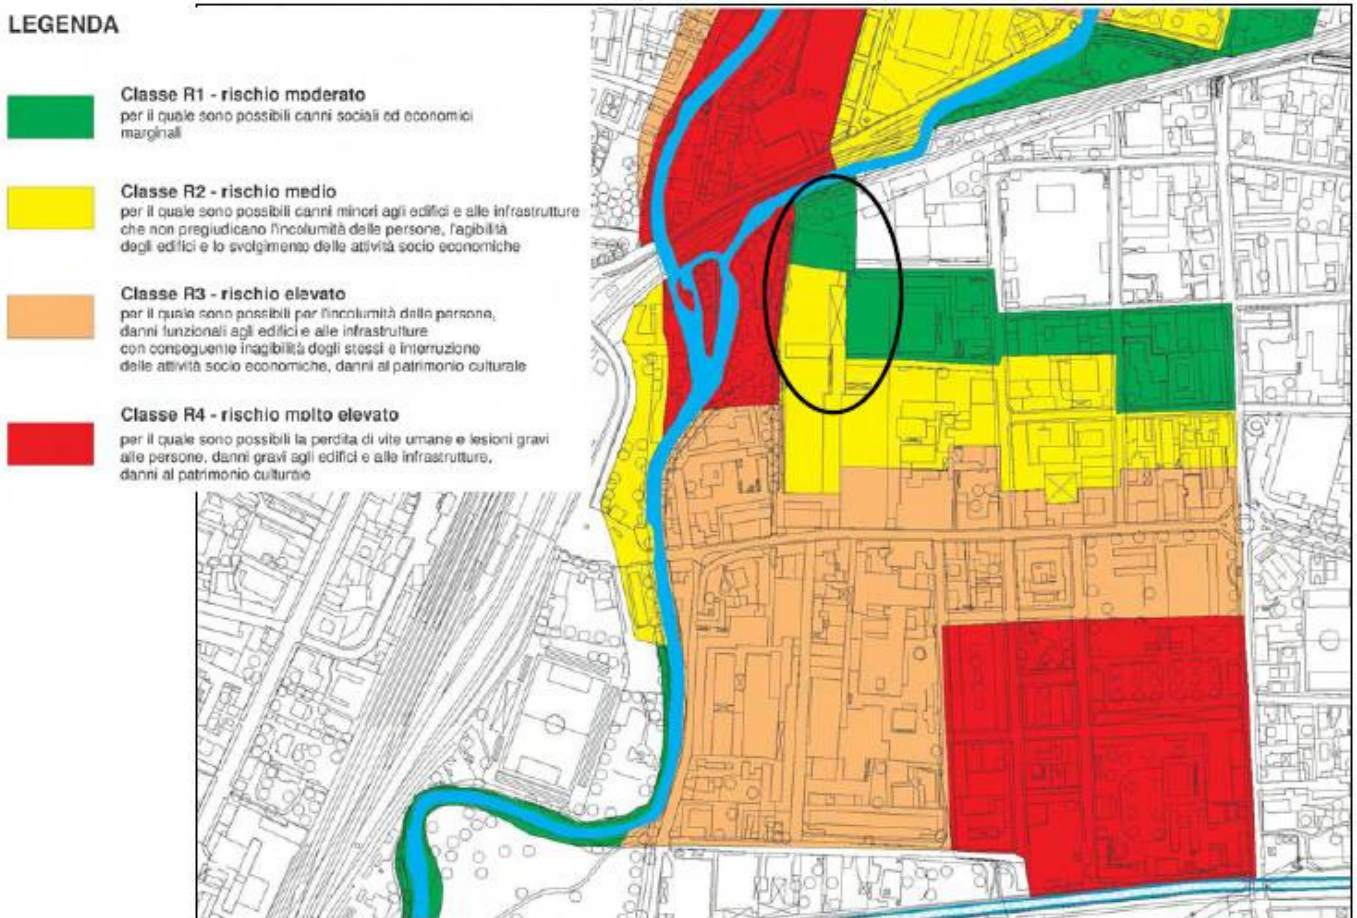 LEGENDA
Classe R1 - rischio moderato
per il quale sono possibili canni sociali ed economici
marginali
Classe R2 - rischio medio
per il quale sono possibili canni minori agli edifici e alle infrastrutture
che non pregiudicano l'incolumità delle persone, l'agibilità
degli edifici e lo svolgimento delle attività socio economiche
Classe R3 - rischio elevato
per il quale sono possibili per l'incolumità delle persone,
danni funzionali agli edifici e alle infrastrutture
con conseguente inagibilità degli stessi e interruzione
delle attività socio economiche, danni al patrimonio culturale
Classe R4 - rischio molto elevato
per il quale sono possibili la perdita di vite umane e lesioni gravi
alle persone, danni gravi agli edifici e alle infrastrutture,
danni al patrimonio culturale